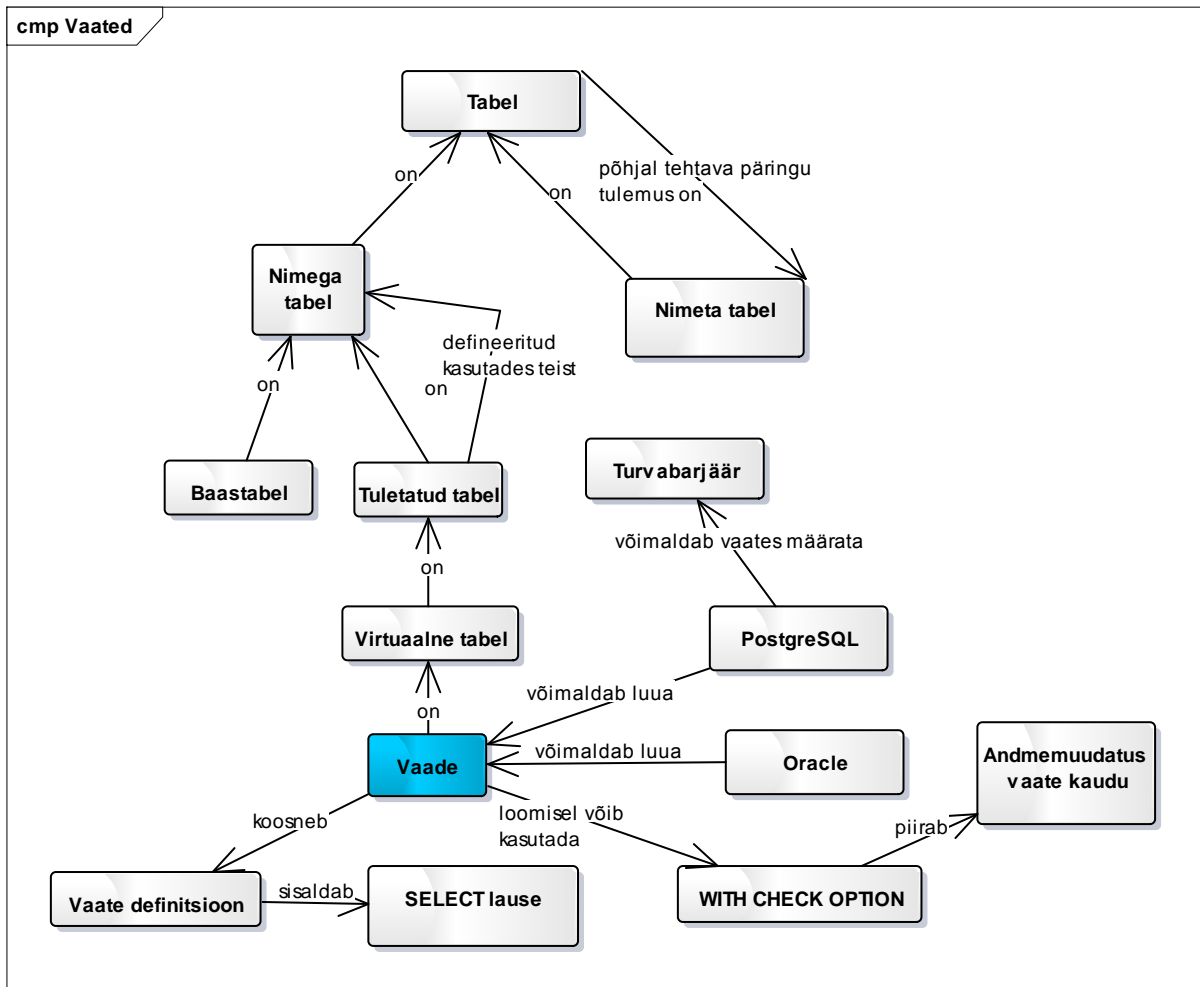 cmp Vaated
Tabel
põhjal tehtava päringu
tulemus on
on
on
Nimega
tabel
Nimeta tabel
defineeritud
kasutades teist
on
on
Baastabel
Tuletatud tabel
Turvabarjäär
võimaldab vaates määrata
on
Virtuaalne tabel
PostgreSQL
võimaldab luua
on
Vaade
võimaldab luua
Oracle
Andmemuudatus
vaate kaudu
koosneb
loomisel võib
kasutada
piirab
Vaate definitsioon
sisaldab
SELECT lause
WITH CHECK OPTION